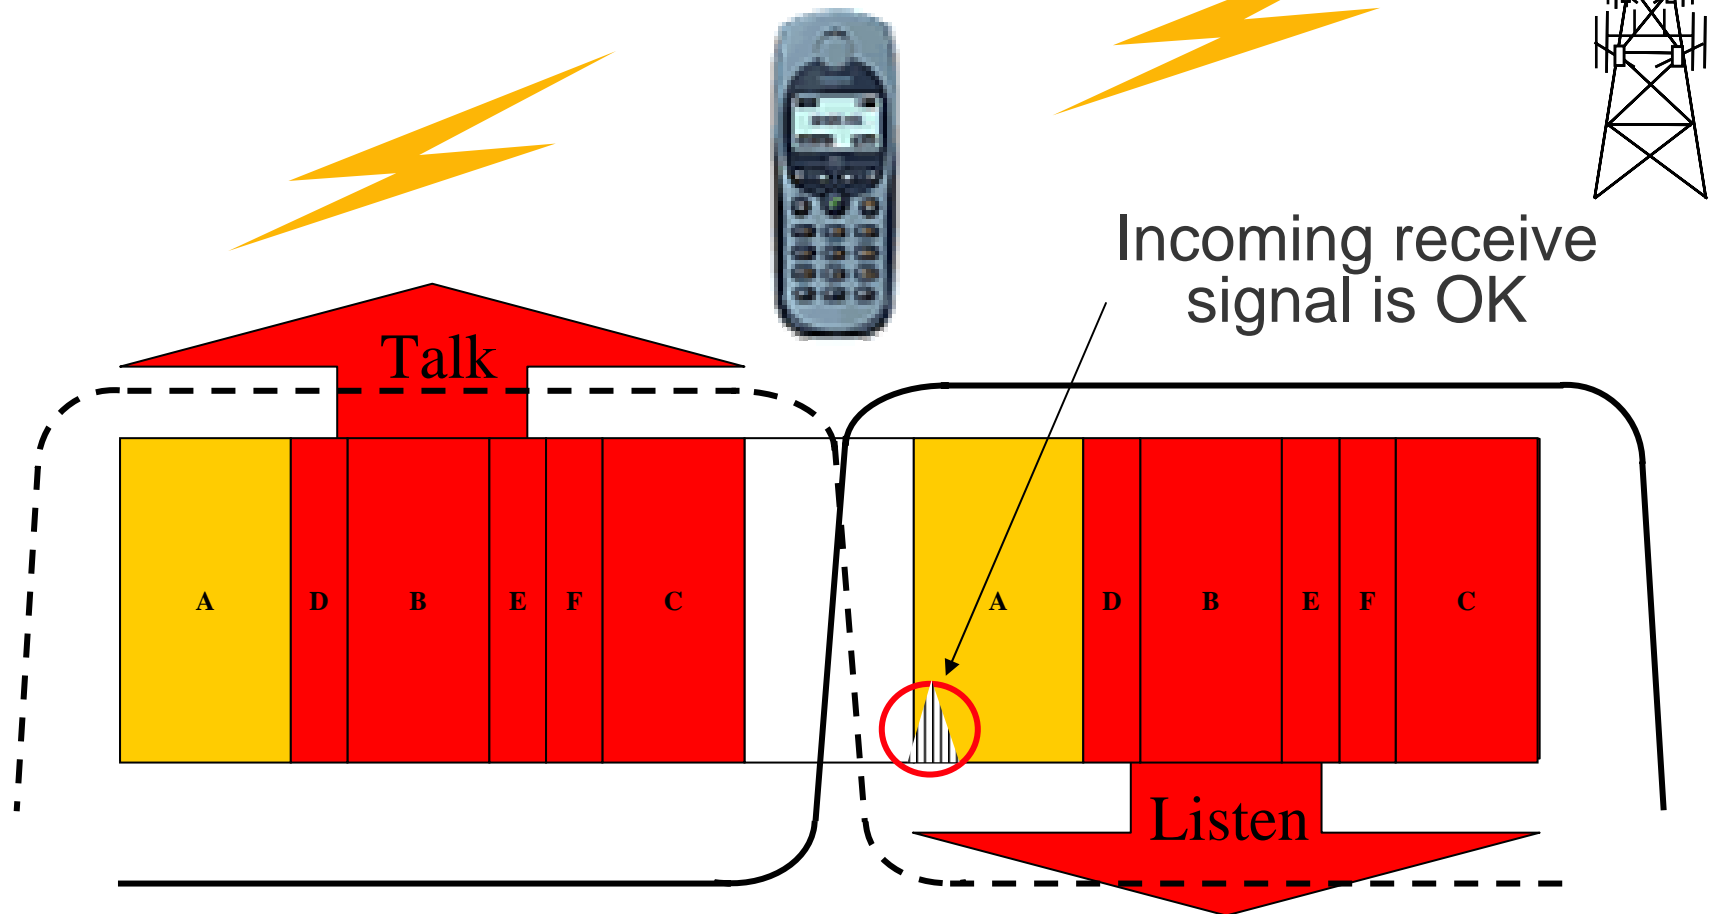 Incoming receive
signal is OK
Talk
A D B E F C
A D B E F C
Listen